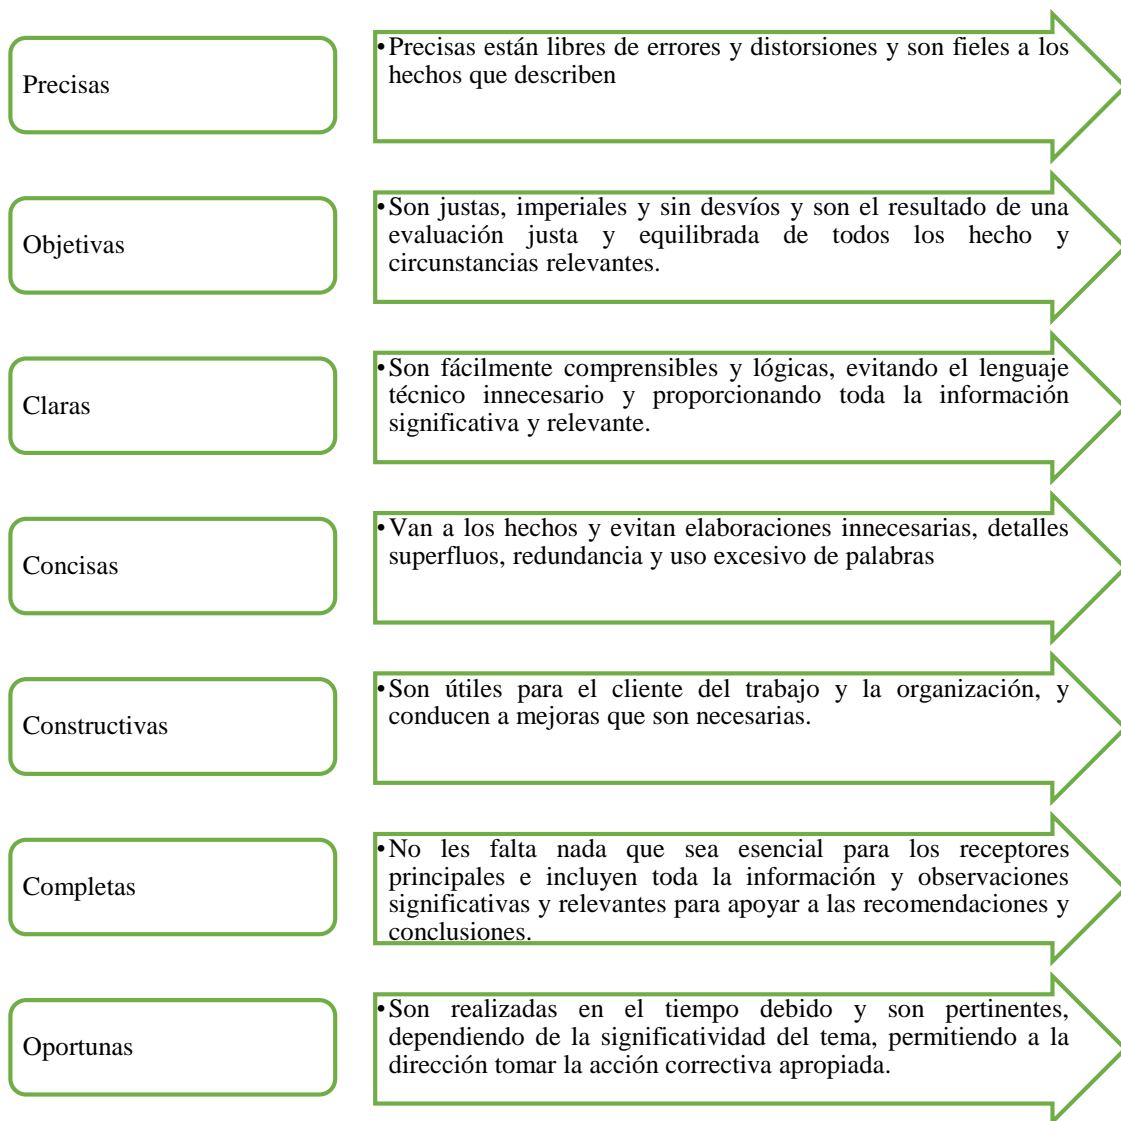 Precisas
•Precisas están libres de errores y distorsiones y son fieles a los
hechos que describen
Objetivas
•Son justas, imperiales y sin desvíos y son el resultado de una
evaluación justa y equilibrada de todos los hecho y
circunstancias relevantes.
Claras
•Son fácilmente comprensibles y lógicas, evitando el lenguaje
técnico innecesario y proporcionando toda la información
significativa y relevante.
Concisas
•Van a los hechos y evitan elaboraciones innecesarias, detalles
superfluos, redundancia y uso excesivo de palabras
Constructivas
•Son útiles para el cliente del trabajo y la organización, y
conducen a mejoras que son necesarias.
Completas
•No les falta nada que sea esencial para los receptores
principales e incluyen toda la información y observaciones
significativas y relevantes para apoyar a las recomendaciones y
conclusiones.
Oportunas
•Son realizadas en el tiempo debido y son pertinentes,
dependiendo de la significatividad del tema, permitiendo a la
dirección tomar la acción correctiva apropiada.